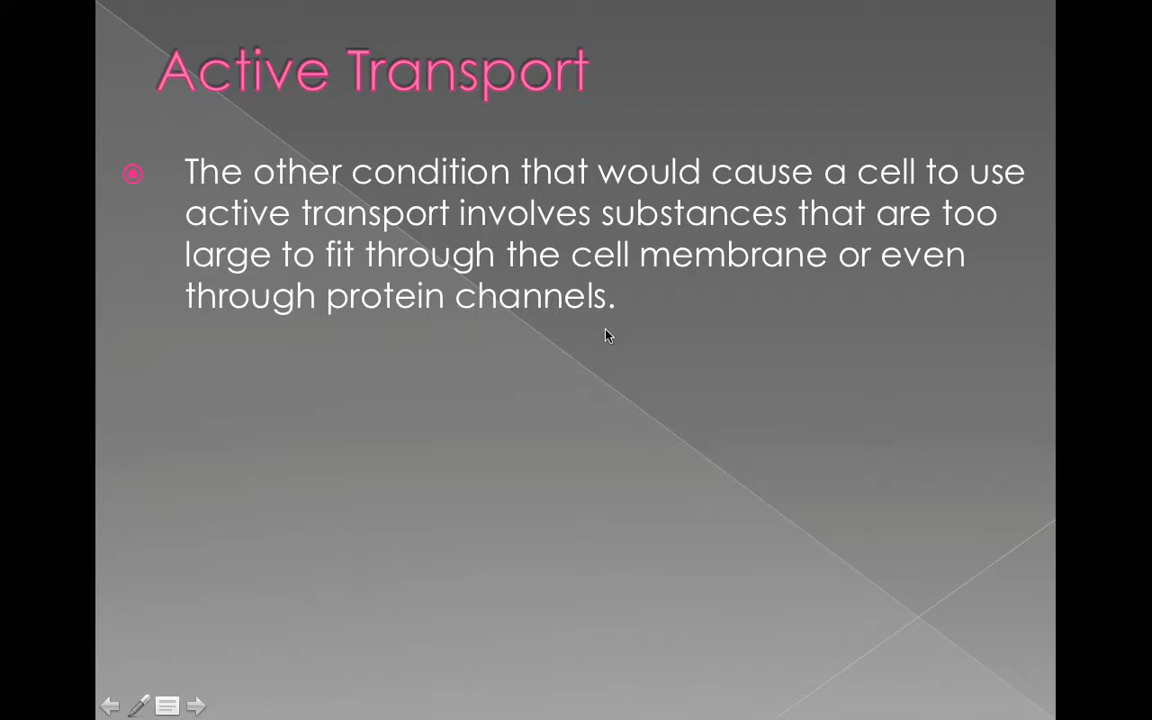 Active Transport
The other condition that would cause a cell to use
active transport involves substances that are too
large to fit through the cell membrane or even
through protein channels.